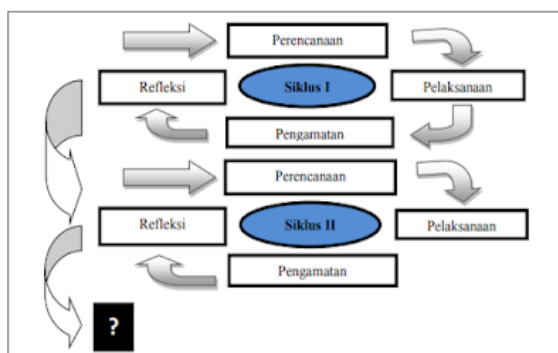 Perencanaan
Refleksi
Siklus I
Pelaksanaan
Pengamatan
Perencanaan
Refleksi
Siklus II
Pelaksanaan
Pengamatan
?